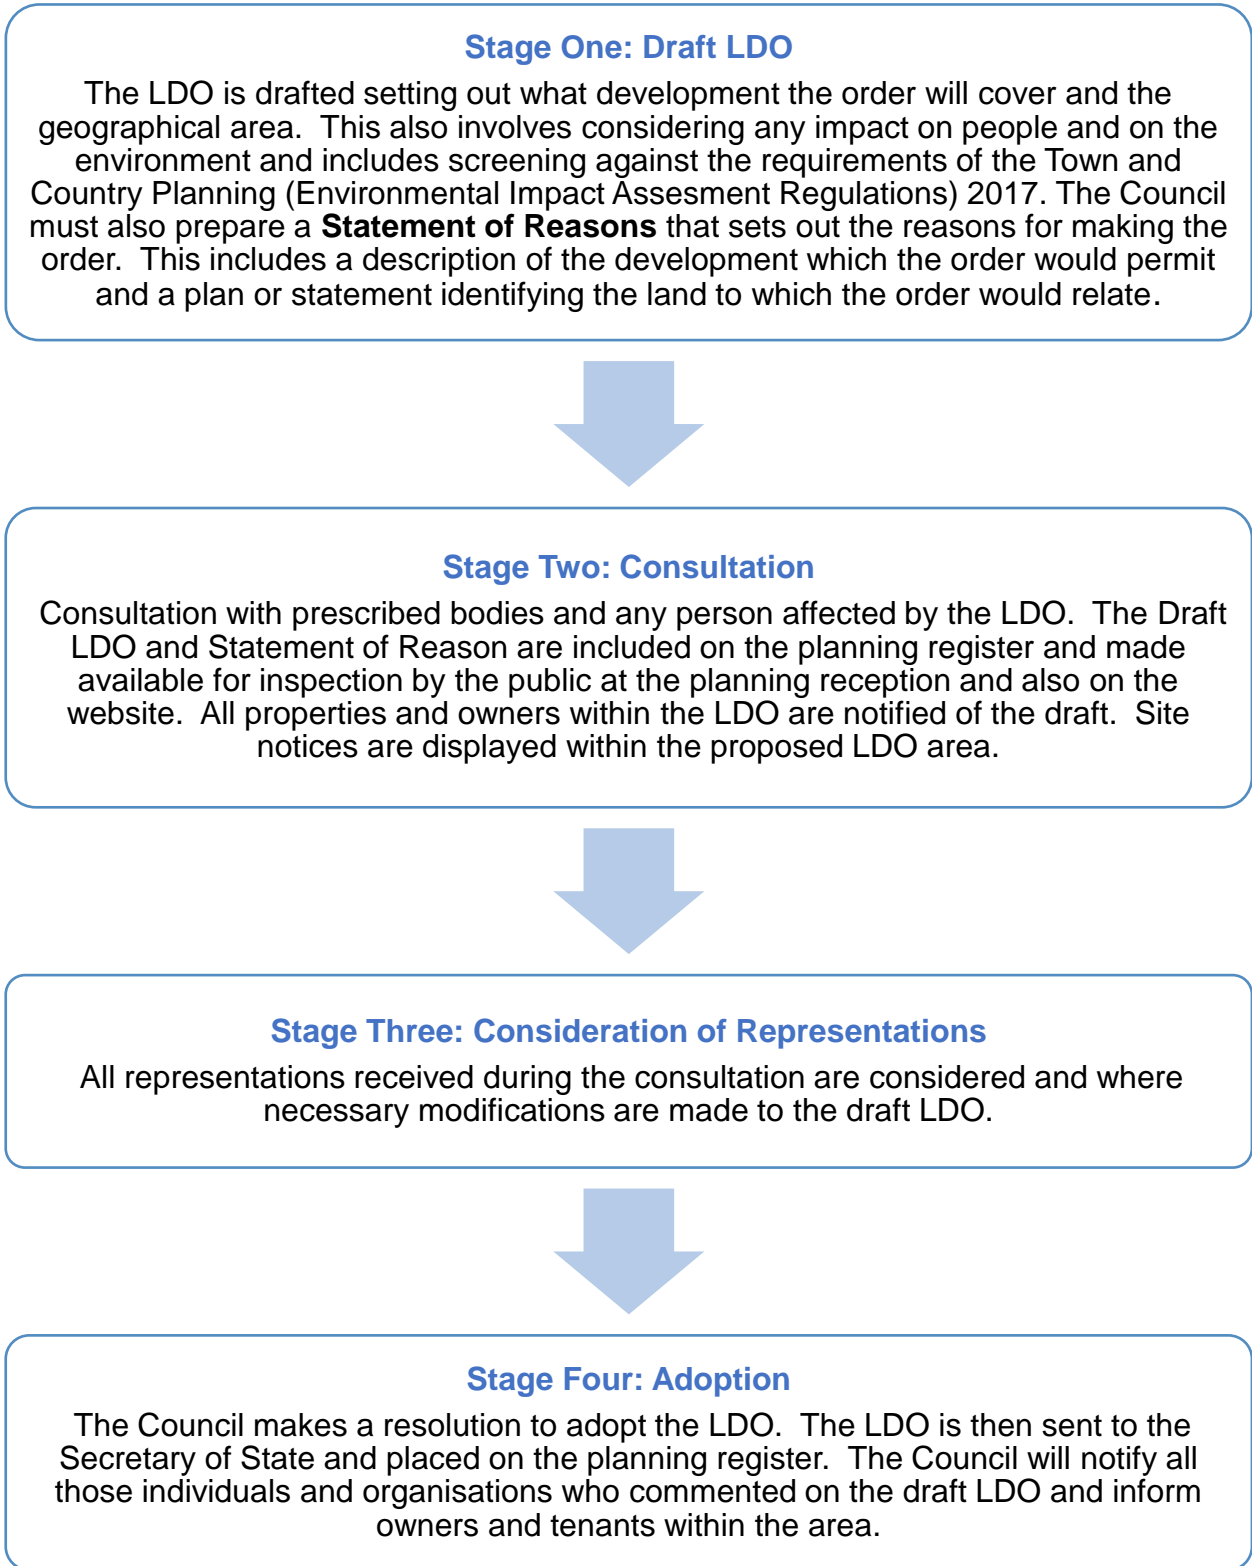 Stage One: Draft LDO
The LDO is drafted setting out what development the order will cover and the
geographical area.  This also involves considering any impact on people and on the
environment and includes screening against the requirements of the Town and
Country Planning (Environmental Impact Assesment Regulations) 2017. The Council
must also prepare a Statement of Reasons that sets out the reasons for making the
order.  This includes a description of the development which the order would permit
and a plan or statement identifying the land to which the order would relate.
Stage Two: Consultation
Consultation with prescribed bodies and any person affected by the LDO.  The Draft
LDO and Statement of Reason are included on the planning register and made
available for inspection by the public at the planning reception and also on the
website.  All properties and owners within the LDO are notified of the draft.  Site
notices are displayed within the proposed LDO area.
Stage Three: Consideration of Representations
All representations received during the consultation are considered and where
necessary modifications are made to the draft LDO.
Stage Four: Adoption
The Council makes a resolution to adopt the LDO.  The LDO is then sent to the
Secretary of State and placed on the planning register.  The Council will notify all
those individuals and organisations who commented on the draft LDO and inform
owners and tenants within the area.